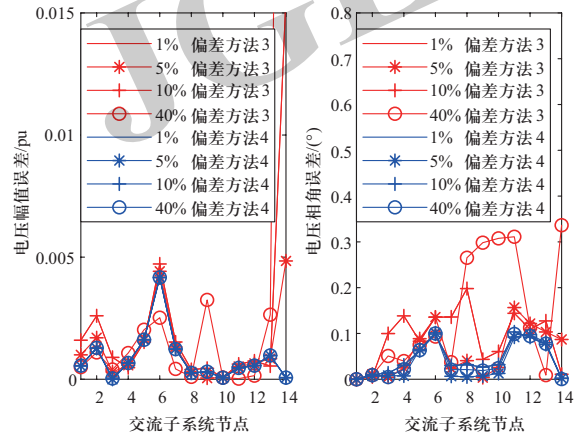 JGE
0.015
0.01
0.005
0
电压幅值误差/pu
1% 偏差方法3
5% 偏差方法3
10% 偏差方法3
40% 偏差方法3
1% 偏差方法4
5% 偏差方法4
10% 偏差方法4
40% 偏差方法4
2 4 6 8 10 12 14
交流子系统节点
0.8
0.7
0.6
0.5
0.4
0.3
0.2
0.1
0
电压相角误差/(°)
1% 偏差方法3
5% 偏差方法3
10% 偏差方法3
40% 偏差方法3
1% 偏差方法4
5% 偏差方法4
10% 偏差方法4
40% 偏差方法4
2 4 6 8 10 12 14
交流子系统节点